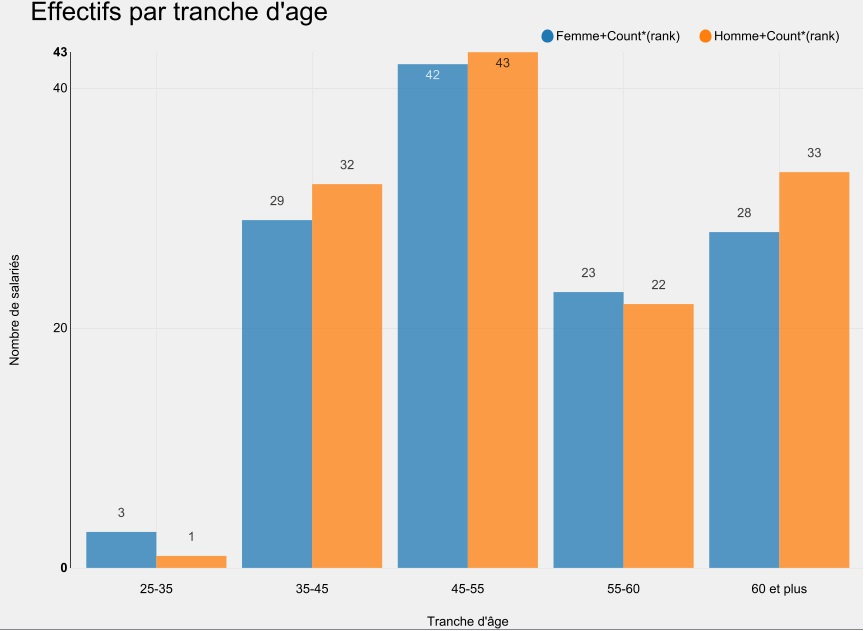 Effectifs par tranche d'age
Femme+Count*(rank) Homme+Count*(rank)
43
40
20
0
Nombre de salariés
3
1
29
32
42
43
23
22
28
33
25-35 35-45 45-55 55-60 60 et plus
Tranche d'âge